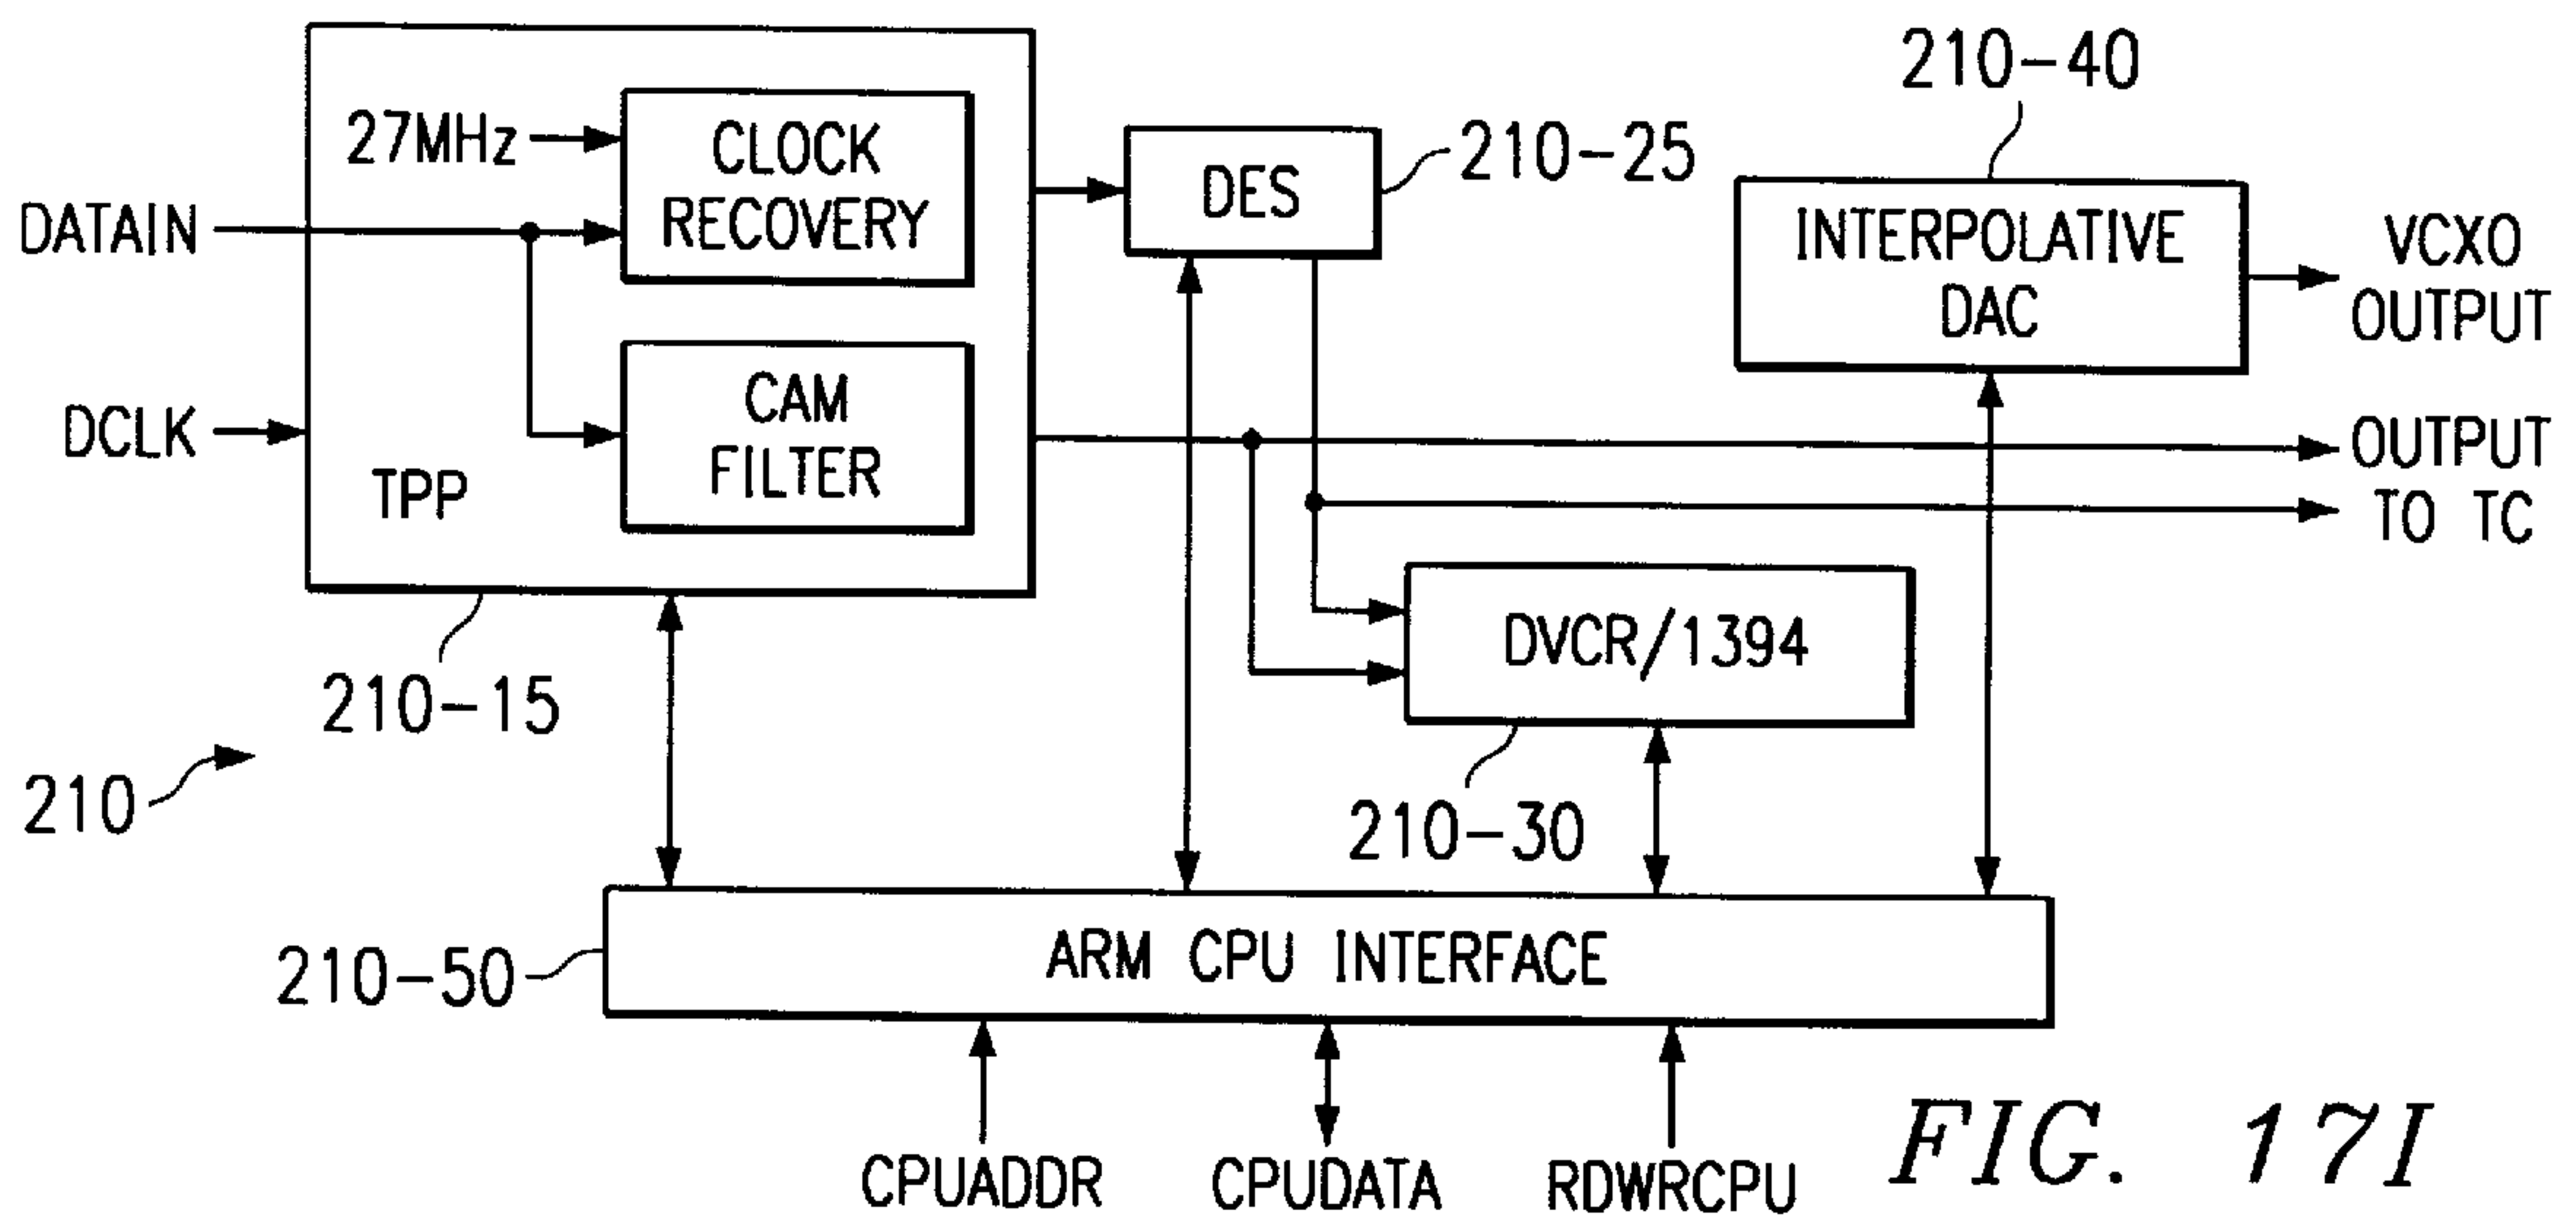 210-40
27MHz
CLOCK
RECOVERY
DES
210-25
DATAIN
INTERPOLATIVE
DAC
VCXO
OUTPUT
DCLK
CAM
FILTER
TPP
OUTPUT
TO TC
DVCR/1394
210-15
210
210-30
210-50
ARM CPU INTERFACE
CPUADDR
CPUDATA
RDWRCPU
FIG. 17I